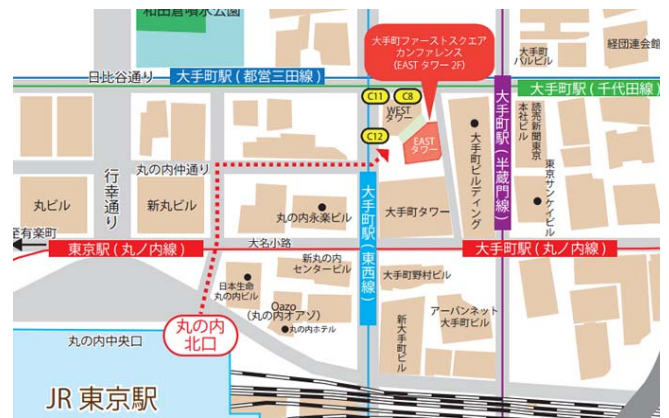 和田倉噴水公園
大手町ファーストスクエア
カンファレンス
(EAST タワー 2F)
大手町
パルビル
経団連会館
日比谷通り
大手町駅(都営三田線)
大手町駅(千代田線)
C11
C8
WEST
タワー
C12
EAST
タワー
大手町ビルディング
大手町駅(半蔵門線)
読売新聞東京
本社ビル
東京サンケイビル
丸の内仲通り
行幸通り
丸ビル
新丸ビル
丸の内永楽ビル
大手町駅(東西線)
大手町タワー
至有楽町
東京駅(丸ノ内線)
大名小路
大手町駅(丸ノ内線)
新丸の内
センタービル
大手町野村ビル
日本生命
丸の内ビル
Oazo
(丸の内オアゾ)
丸の内ホテル
新大手町ビル
アーバンネット
大手町ビル
丸の内
北口
丸の内中央口
JR 東京駅